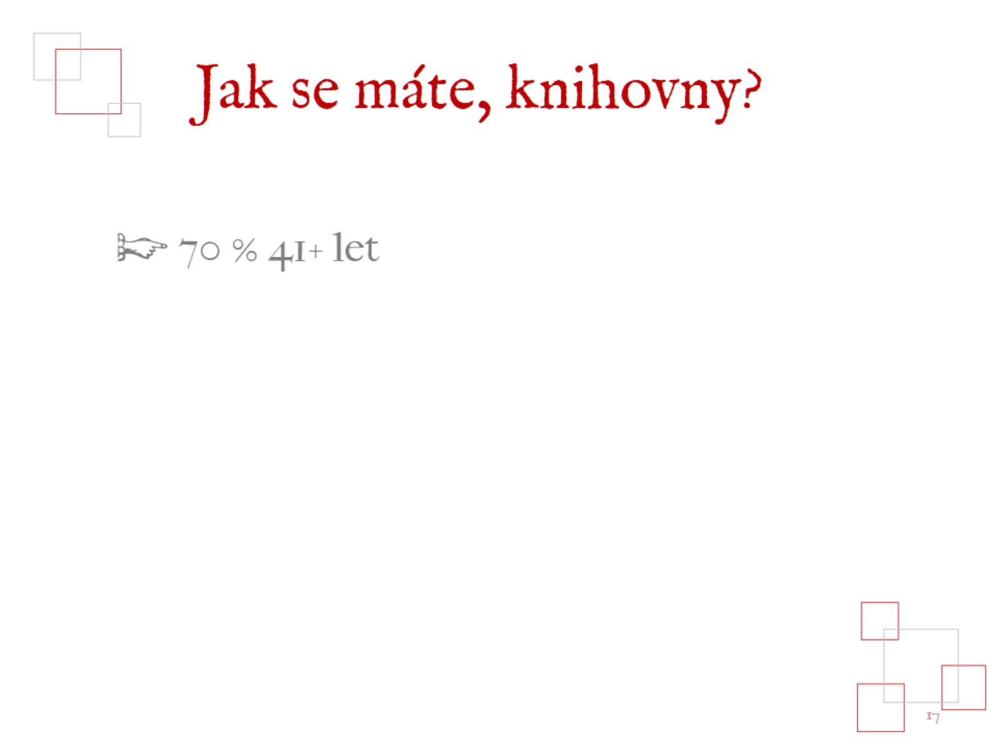 Jak se máte, knihovny?
☞ 70 % 41+ let
17